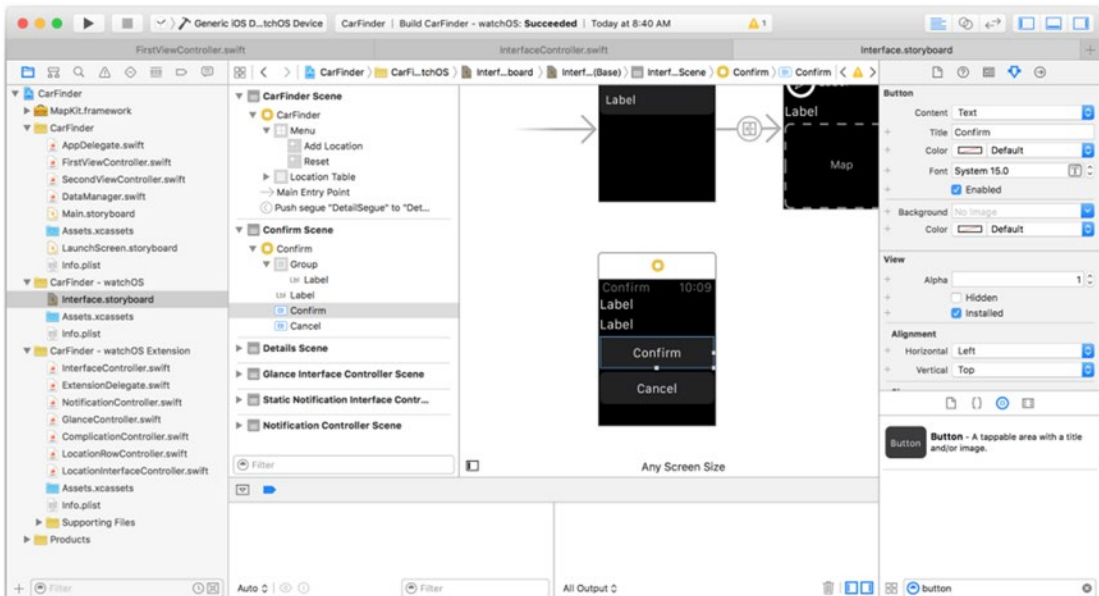 Generic iOS D...tchOS Device
CarFinder | Build CarFinder - watchOS: Succeeded | Today at 8:40 AM
1
FirstViewController.swift
InterfaceController.swift
Interface.storyboard
CarFinder
CarFi...tchOS
Interf...board
Interf...(Base)
Interf...Scene
Confirm
Confirm
CarFinder
MapKit.framework
CarFinder
AppDelegate.swift
FirstViewController.swift
SecondViewController.swift
DataManager.swift
Main.storyboard
Assets.xcassets
LaunchScreen.storyboard
Info.plist
CarFinder - watchOS
Interface.storyboard
Assets.xcassets
Info.plist
CarFinder - watchOS Extension
InterfaceController.swift
ExtensionDelegate.swift
NotificationController.swift
GlanceController.swift
ComplicationController.swift
LocationRowController.swift
LocationInterfaceController.swift
Assets.xcassets
Info.plist
Supporting Files
Products
Filter
CarFinder Scene
CarFinder
Menu
Add Location
Reset
Location Table
Main Entry Point
Push segue "DetailSegue" to "Det...
Confirm Scene
Confirm
Group
Label
Label
Confirm
Cancel
Details Scene
Glance Interface Controller Scene
Static Notification Interface Contr...
Notification Controller Scene
Filter
Label
Label
Map
Confirm 10:09
Label
Label
Confirm
Cancel
Any Screen Size
Auto
Filter
All Output
Button
Content Text
Title Confirm
Color Default
Font System 15.0
Enabled
Background No Image
Color Default
View
Alpha 1
Hidden
Installed
Alignment
Horizontal Left
Vertical Top
Button
Button - A tappable area with a title
and/or image.
button